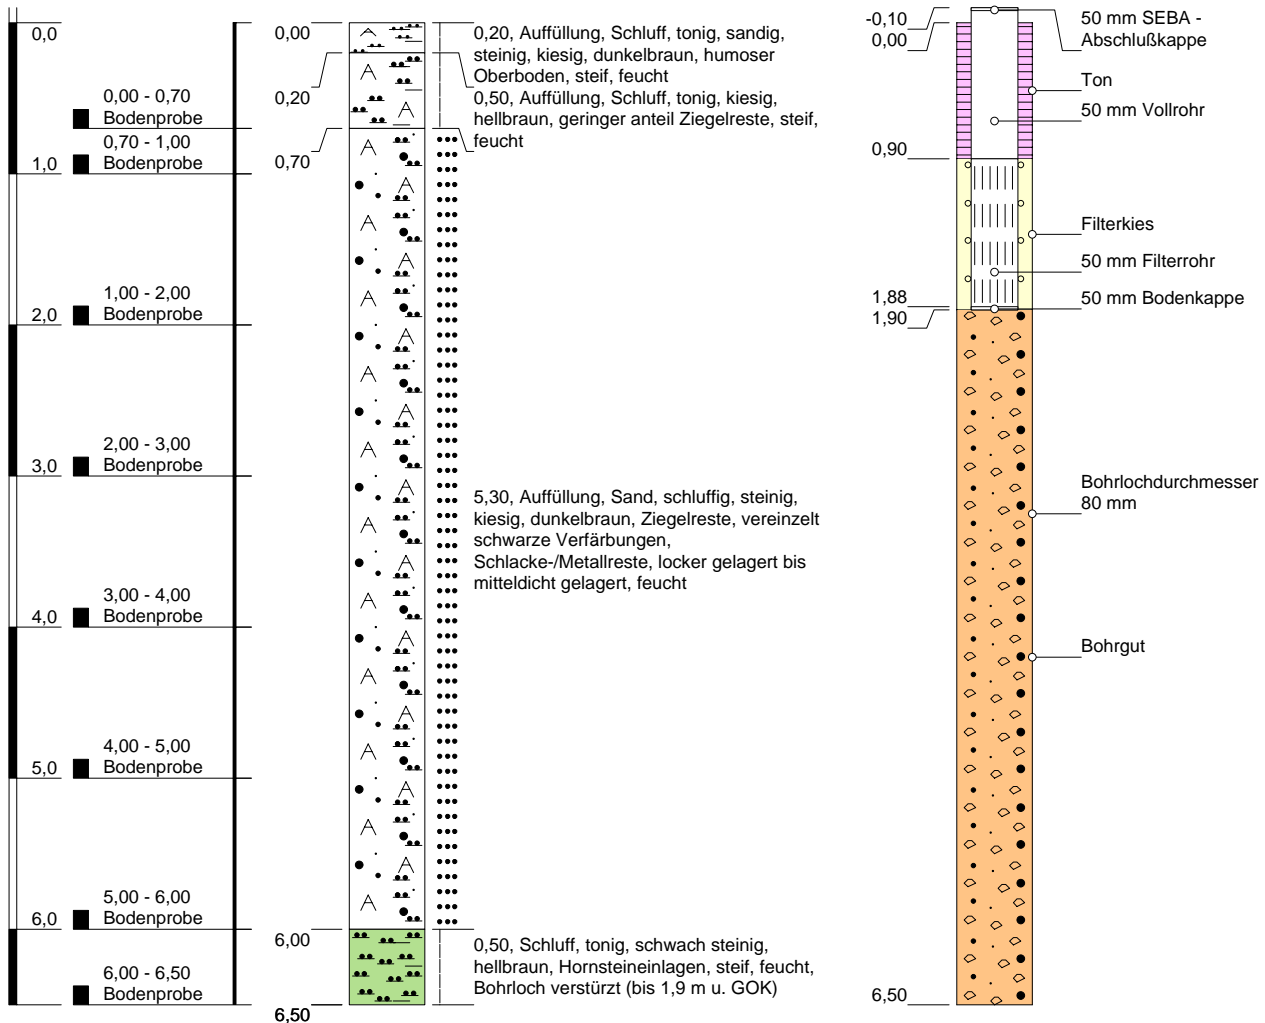 0,0
0,00 - 0,70
Bodenprobe
0,70 - 1,00
Bodenprobe
1,0
1,00 - 2,00
Bodenprobe
2,0
2,00 - 3,00
Bodenprobe
3,0
3,00 - 4,00
Bodenprobe
4,0
4,00 - 5,00
Bodenprobe
5,0
5,00 - 6,00
Bodenprobe
6,0
6,00 - 6,50
Bodenprobe
0,00
0,20
0,70
6,00
6,50
0,20, Auffüllung, Schluff, tonig, sandig,
steinig, kiesig, dunkelbraun, humoser
Oberboden, steif, feucht
0,50, Auffüllung, Schluff, tonig, kiesig,
hellbraun, geringer anteil Ziegelreste, steif,
feucht
5,30, Auffüllung, Sand, schluffig, steinig,
kiesig, dunkelbraun, Ziegelreste, vereinzelt
schwarze Verfärbungen,
Schlacke-/Metallreste, locker gelagert bis
mitteldicht gelagert, feucht
0,50, Schluff, tonig, schwach steinig,
hellbraun, Hornsteineinlagen, steif, feucht,
Bohrloch verstürzt (bis 1,9 m u. GOK)
-0,10
0,00
0,90
1,88
1,90
6,50
50 mm SEBA -
Abschlußkappe
Ton
50 mm Vollrohr
Filterkies
50 mm Filterrohr
50 mm Bodenkappe
Bohrlochdurchmesser
80 mm
Bohrgut